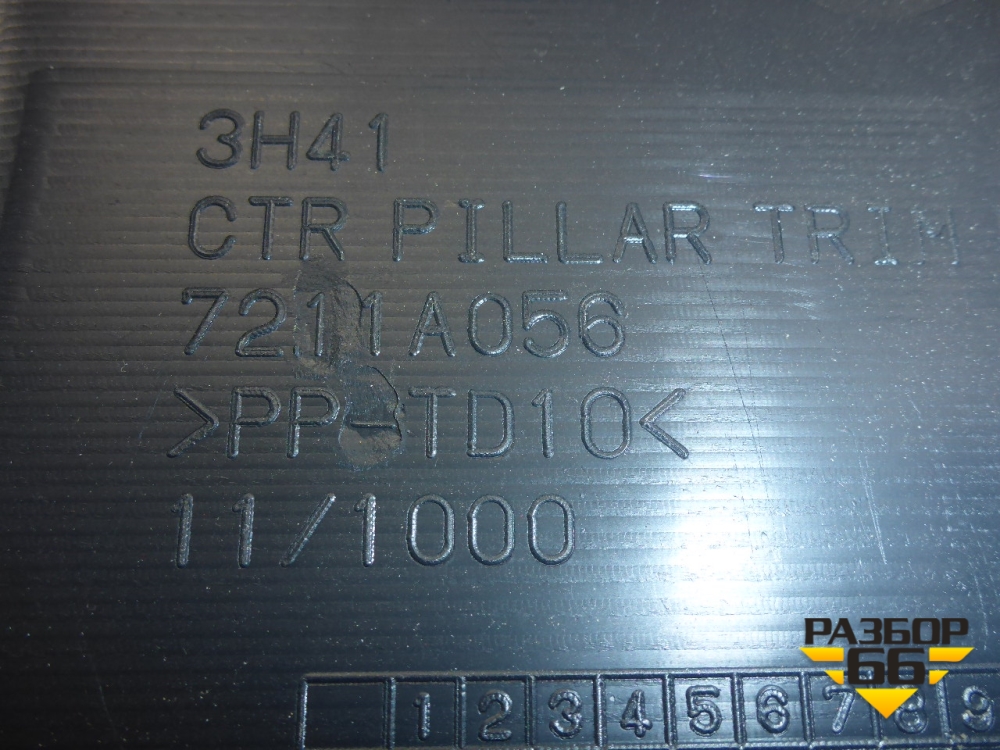 3H41
CTR PILLAR TRIM
7211A056
>PP-TD10<
11/1000
1 2 3 4 5 6 7 8 9
РАЗБОР
66